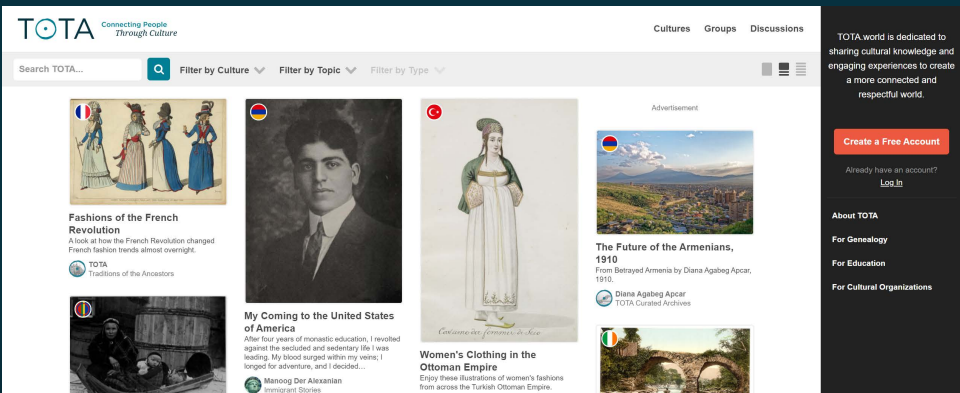 TOTA
Connecting People
Through Culture
Cultures
Groups
Discussions
Search TOTA...
Filter by Culture
Filter by Topic
Filter by Type
Fashions of the French
Revolution
A look at how the French Revolution changed
French fashion trends almost overnight.
TOTA
Traditions of the Ancestors
My Coming to the United States
of America
After four years of monastic education, I revolted
against the secluded and sedentary life I was
leading. My blood surged within my veins; I
longed for adventure, and I decided…
Manoog Der Alexanian
Immigrant Stories
Costume des femmes de Scio
Women's Clothing in the
Ottoman Empire
Enjoy these illustrations of women's fashions
from across the Turkish Ottoman Empire.
Advertisement
The Future of the Armenians,
1910
From Betrayed Armenia by Diana Agabeg Apcar,
1910.
Diana Agabeg Apcar
TOTA Curated Archives
TOTA.world is dedicated to
sharing cultural knowledge and
engaging experiences to create
a more connected and
respectful world.
Create a Free Account
Already have an account?
Log In
About TOTA
For Genealogy
For Education
For Cultural Organizations